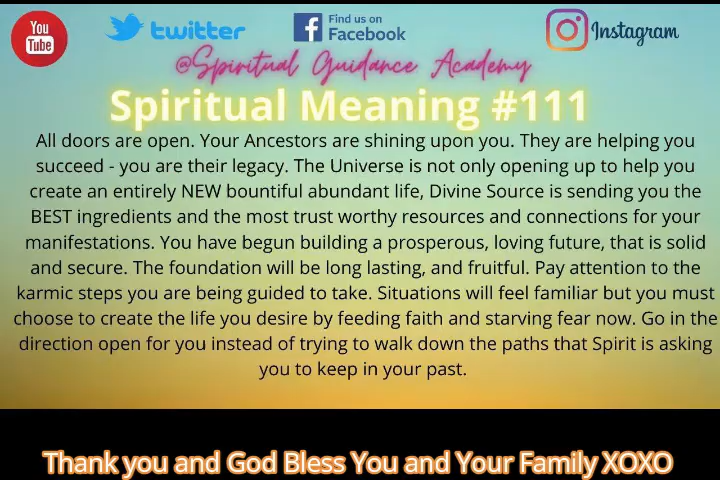 You
Tube
twitter
Find us on
Facebook
Instagram
@Spiritual Guidance Academy
Spiritual Meaning #111
All doors are open. Your Ancestors are shining upon you. They are helping you
succeed - you are their legacy. The Universe is not only opening up to help you
create an entirely NEW bountiful abundant life, Divine Source is sending you the
BEST ingredients and the most trust worthy resources and connections for your
manifestations. You have begun building a prosperous, loving future, that is solid
and secure. The foundation will be long lasting, and fruitful. Pay attention to the
karmic steps you are being guided to take. Situations will feel familiar but you must
choose to create the life you desire by feeding faith and starving fear now. Go in the
direction open for you instead of trying to walk down the paths that Spirit is asking
you to keep in your past.
Thank you and God Bless You and Your Family XOXO